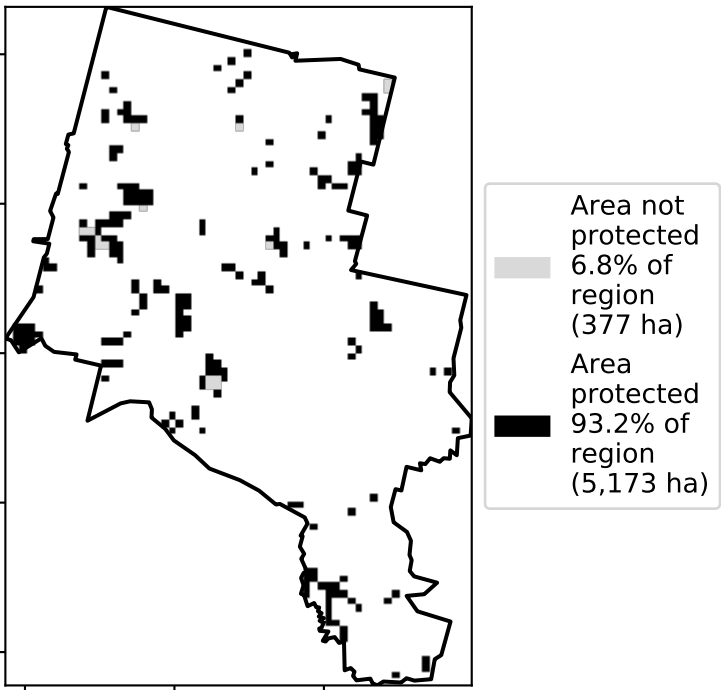 Area not
protected
6.8% of
region
(377 ha)
Area
protected
93.2% of
region
(5,173 ha)